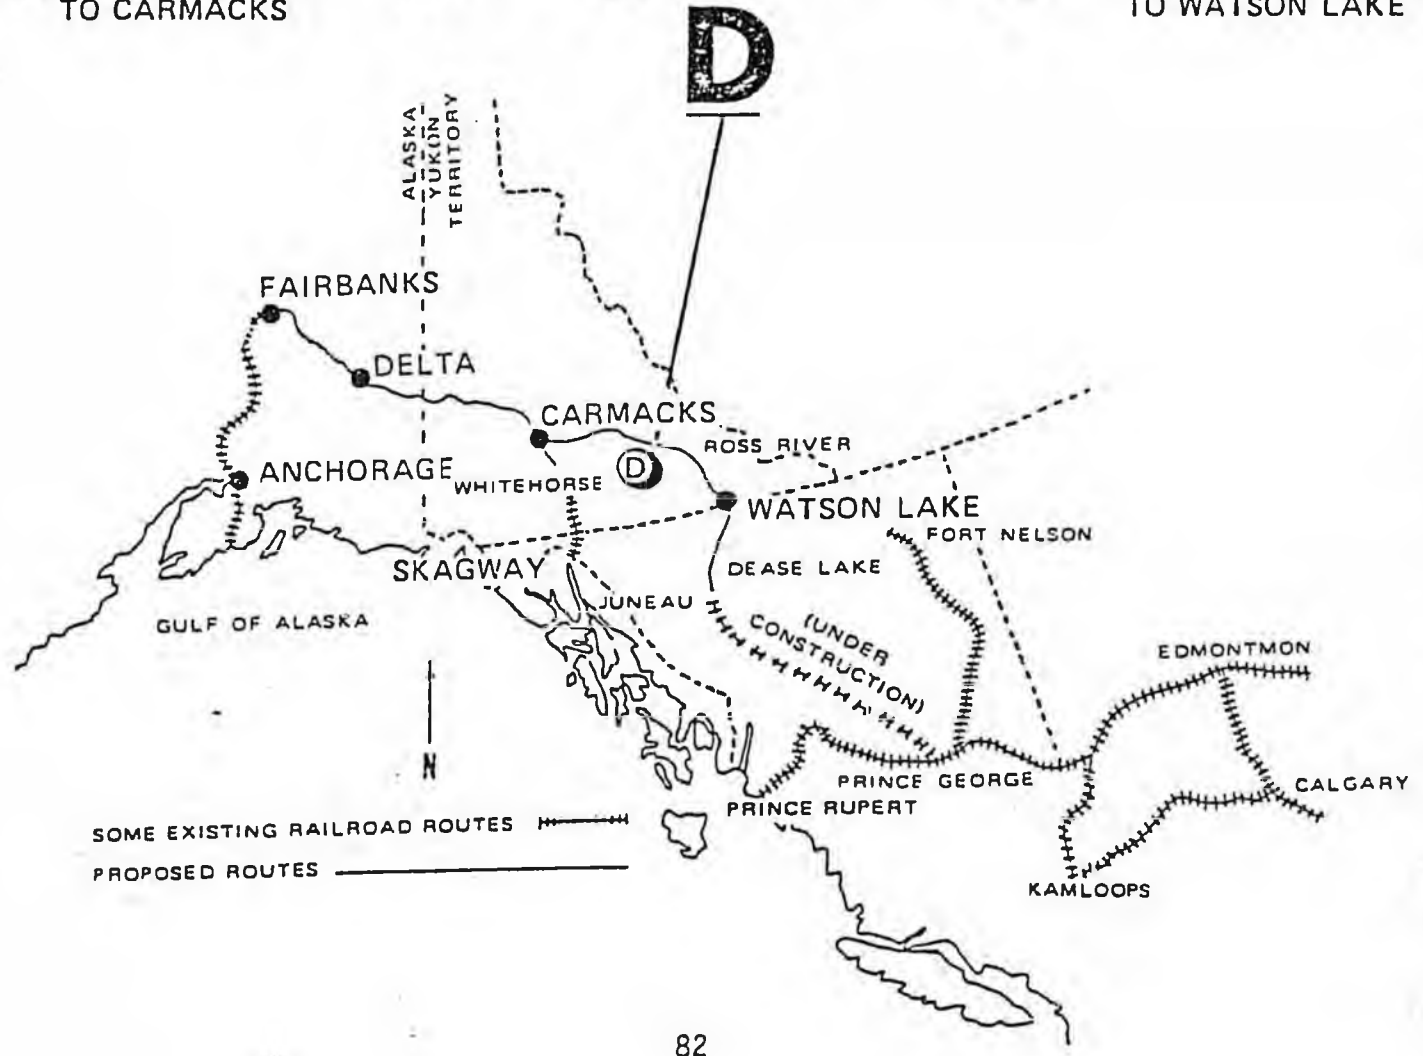 TO CARMACKS
TO WATSON LAKE
D
ALASKA
YUKON
TERRITORY
FAIRBANKS
DELTA
CARMACKS
ROSS RIVER
D
ANCHORAGE
WHITEHORSE
WATSON LAKE
FORT NELSON
SKAGWAY
DEASE LAKE
JUNEAU
GULF OF ALASKA
(UNDER
CONSTRUCTION)
EDMONTMON
N
PRINCE GEORGE
CALGARY
PRINCE RUPERT
SOME EXISTING RAILROAD ROUTES
PROPOSED ROUTES
KAMLOOPS
82